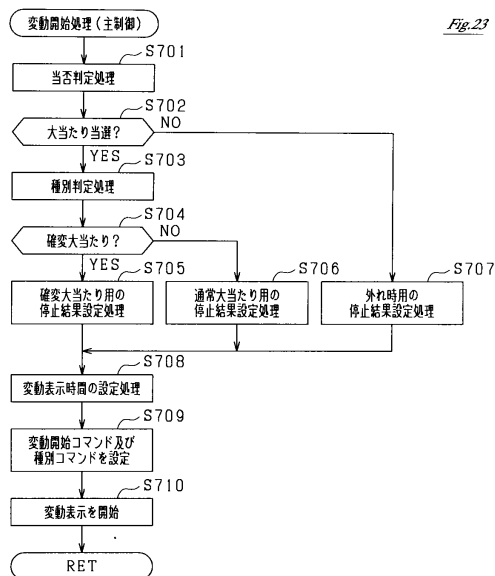 Fig.23
変動開始処理(主制御)
S701
当否判定処理
S702
大当たり当選?
NO
YES
S703
種別判定処理
S704
確変大当たり?
NO
YES
S705
確変大当たり用の
停止結果設定処理
S706
通常大当たり用の
停止結果設定処理
S707
外れ時用の
停止結果設定処理
S708
変動表示時間の設定処理
S709
変動開始コマンド及び
種別コマンドを設定
S710
変動表示を開始
RET